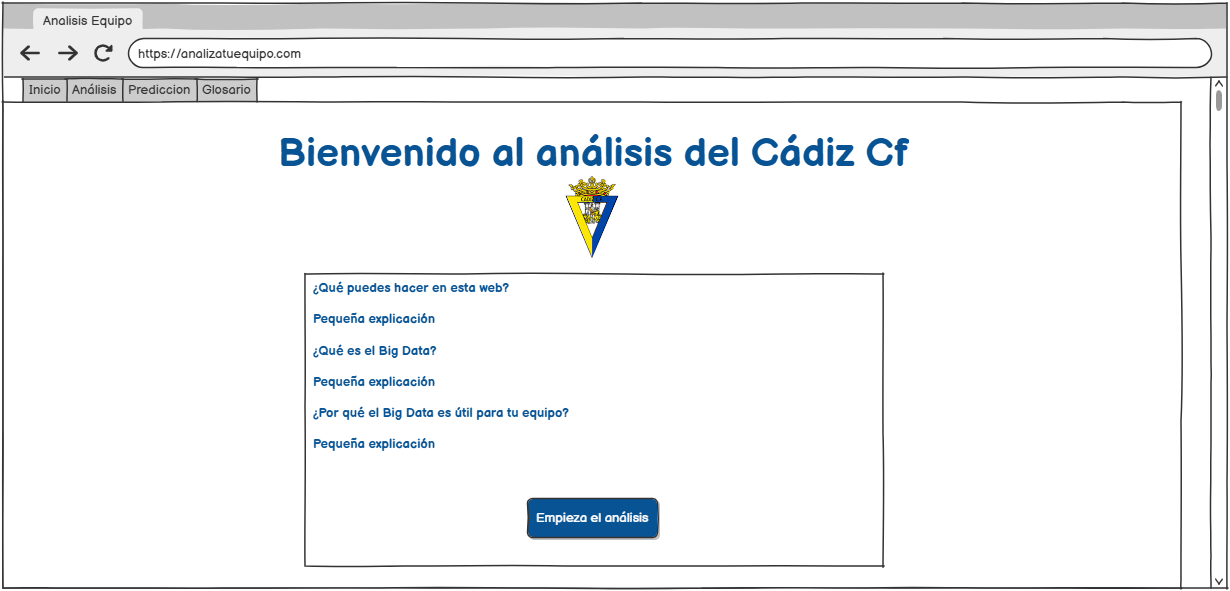 Analisis Equipo
https://analizatuequipo.com
Inicio Análisis Prediccion Glosario
Bienvenido al análisis del Cádiz Cf
¿Qué puedes hacer en esta web?
Pequeña explicación
¿Qué es el Big Data?
Pequeña explicación
¿Por qué el Big Data es útil para tu equipo?
Pequeña explicación
Empieza el análisis